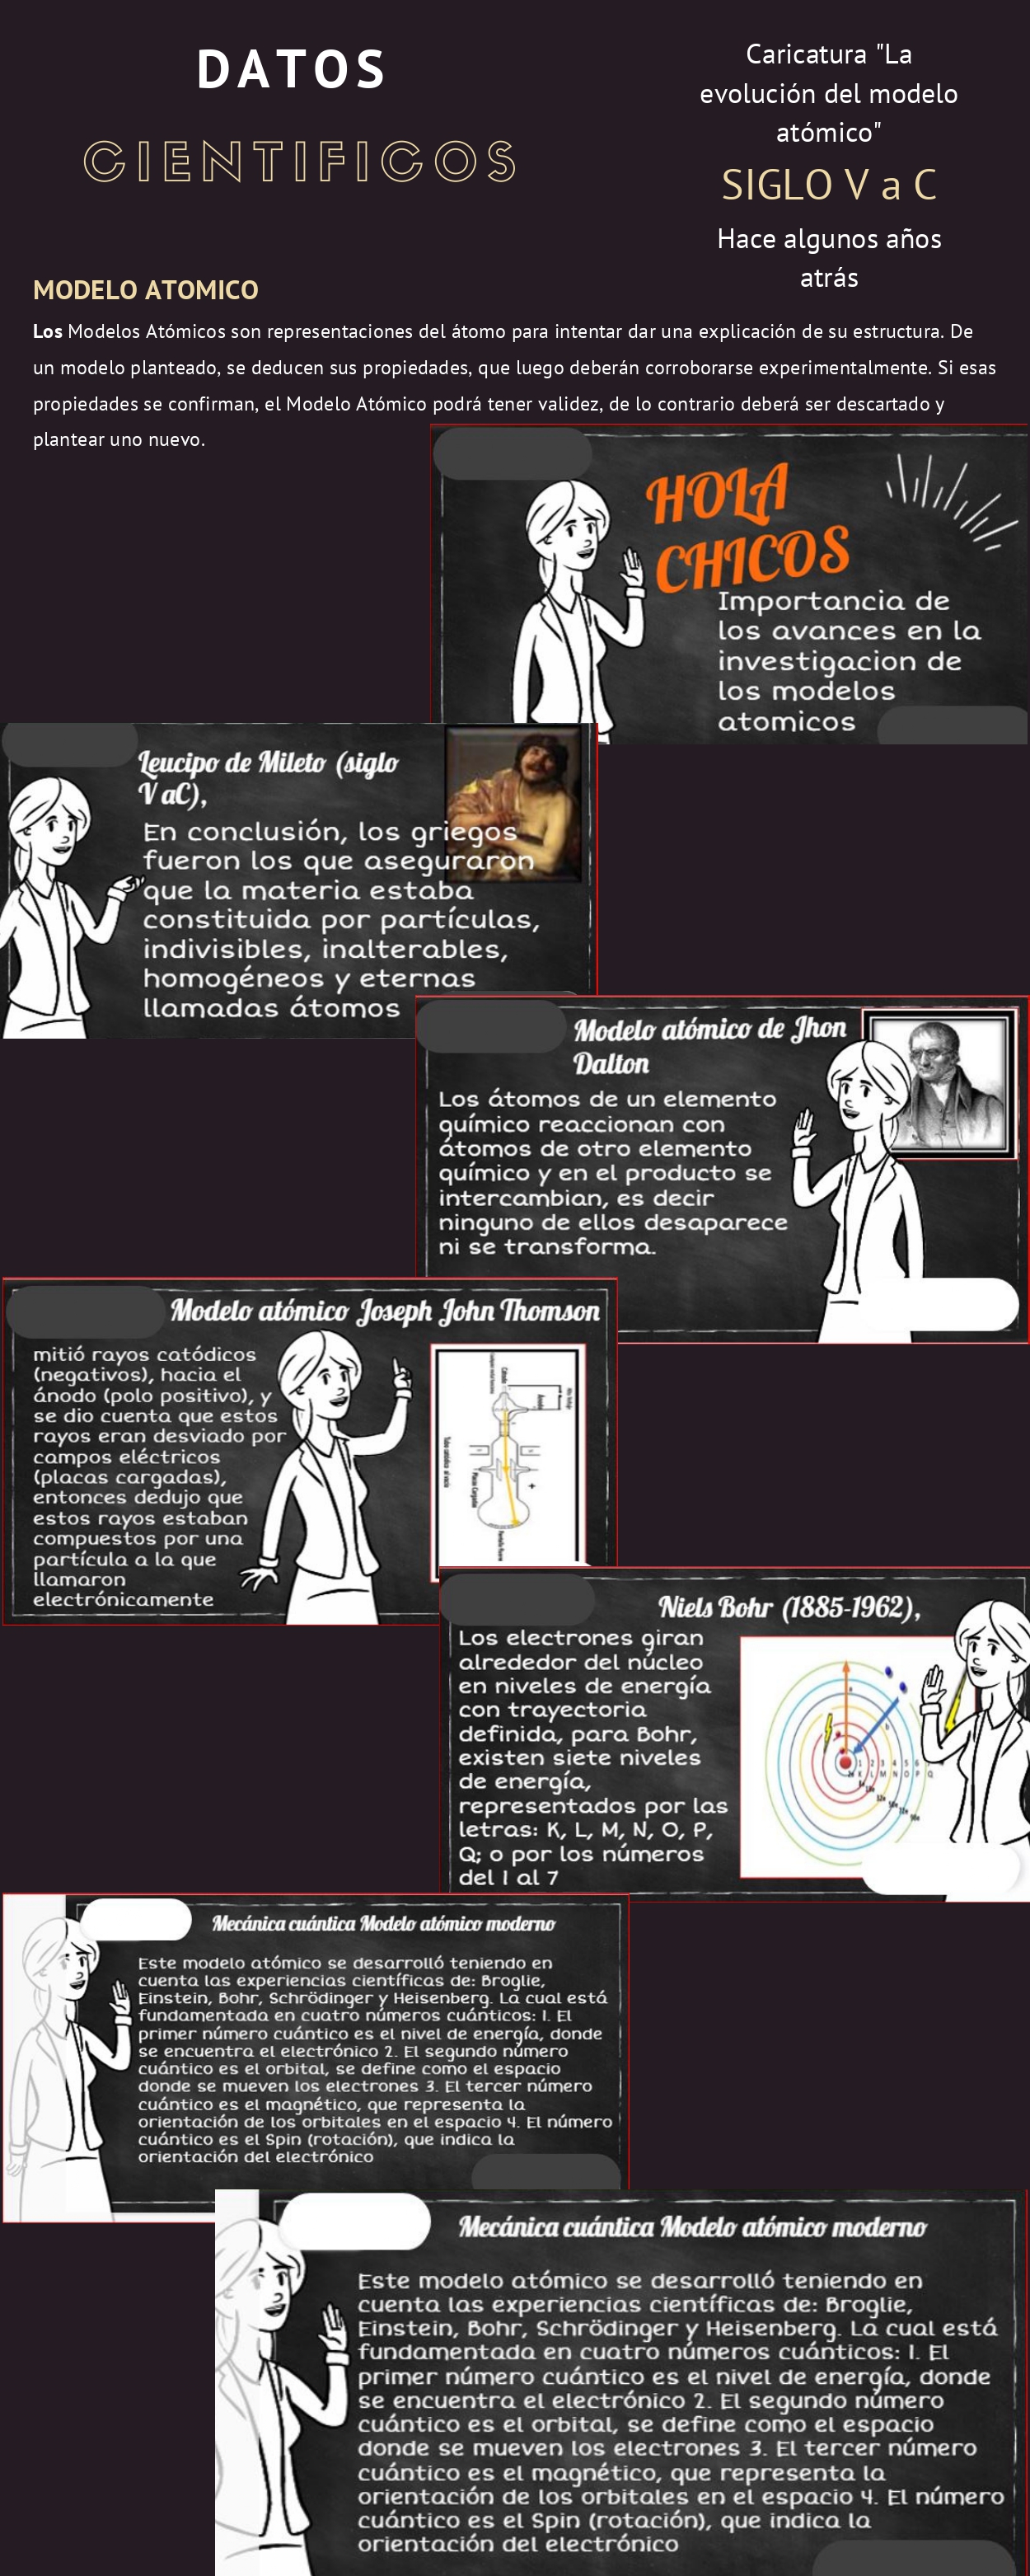 DATOS
CIENTIFICOS
Caricatura "La
evolución del modelo
atómico"
SIGLO V a C
Hace algunos años
atrás
MODELO ATOMICO
Los Modelos Atómicos son representaciones del átomo para intentar dar una explicación de su estructura. De
un modelo planteado, se deducen sus propiedades, que luego deberán corroborarse experimentalmente. Si esas
propiedades se confirman, el Modelo Atómico podrá tener validez, de lo contrario deberá ser descartado y
plantear uno nuevo.
HOLA
CHICOS
Importancia de
los avances en la
investigacion de
los modelos
atomicos
Leucipo de Mileto (siglo
V aC),
En conclusión, los griegos
fueron los que aseguraron
que la materia estaba
constituida por partículas,
indivisibles, inalterables,
homogéneos y eternas
llamadas átomos
Modelo atómico de Jhon
Dalton
Los átomos de un elemento
químico reaccionan con
átomos de otro elemento
químico y en el producto se
intercambian, es decir
ninguno de ellos desaparece
ni se transforma.
Modelo atómico Joseph John Thomson
mitió rayos catódicos
(negativos), hacia el
ánodo (polo positivo), y
se dio cuenta que estos
rayos eran desviado por
campos eléctricos
(placas cargadas),
entonces dedujo que
estos rayos estaban
compuestos por una
partícula a la que
llamaron
electrónicamente
Niels Bohr (1885-1962),
Los electrones giran
alrededor del núcleo
en niveles de energía
con trayectoria
definida, para Bohr,
existen siete niveles
de energía,
representados por las
letras: K, L, M, N, O, P,
Q; o por los números
del 1 al 7
1 2 3 4 5 6 7
K L M N O P Q
Mecánica cuántica Modelo atómico moderno
Este modelo atómico se desarrolló teniendo en
cuenta las experiencias científicas de: Broglie,
Einstein, Bohr, Schrödinger y Heisenberg. La cual está
fundamentada en cuatro números cuánticos: 1. El
primer número cuántico es el nivel de energía, donde
se encuentra el electrónico 2. El segundo número
cuántico es el orbital, se define como el espacio
donde se mueven los electrones 3. El tercer número
cuántico es el magnético, que representa la
orientación de los orbitales en el espacio 4. El número
cuántico es el Spin (rotación), que indica la
orientación del electrónico
Mecánica cuántica Modelo atómico moderno
Este modelo atómico se desarrolló teniendo en
cuenta las experiencias científicas de: Broglie,
Einstein, Bohr, Schrödinger y Heisenberg. La cual está
fundamentada en cuatro números cuánticos: 1. El
primer número cuántico es el nivel de energía, donde
se encuentra el electrónico 2. El segundo número
cuántico es el orbital, se define como el espacio
donde se mueven los electrones 3. El tercer número
cuántico es el magnético, que representa la
orientación de los orbitales en el espacio 4. El número
cuántico es el Spin (rotación), que indica la
orientación del electrónico